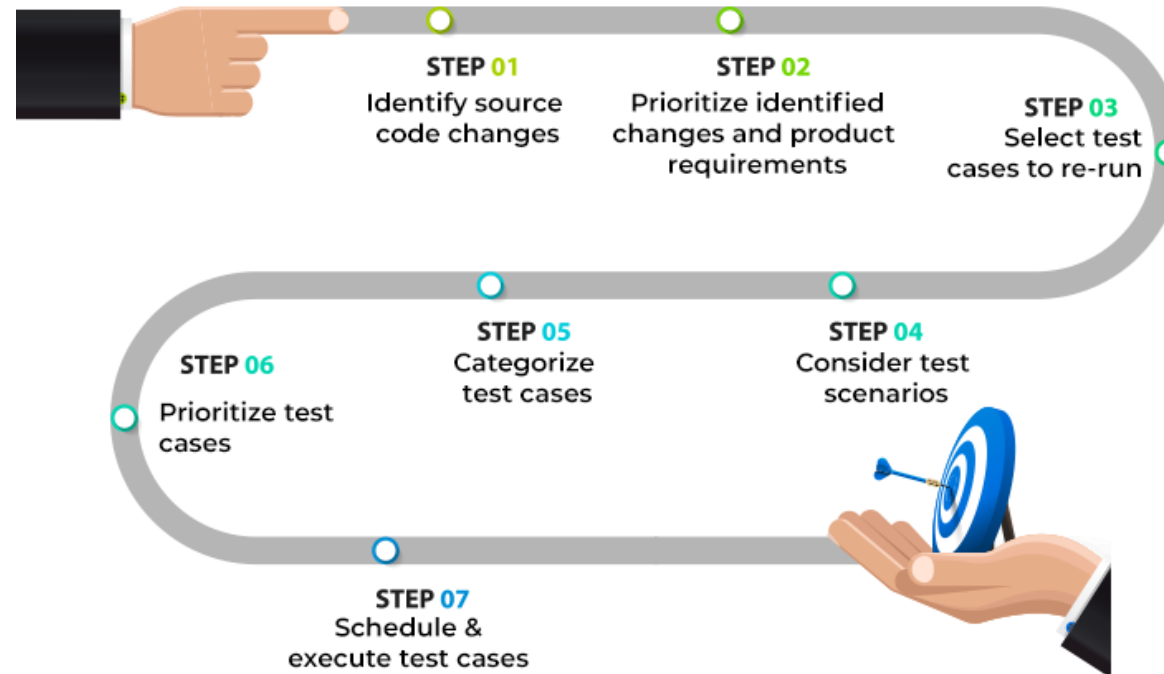 STEP 01
Identify source
code changes
STEP 02
Prioritize identified
changes and product
requirements
STEP 03
Select test
cases to re-run
STEP 04
Consider test
scenarios
STEP 05
Categorize
test cases
STEP 06
Prioritize test
cases
STEP 07
Schedule &
execute test cases